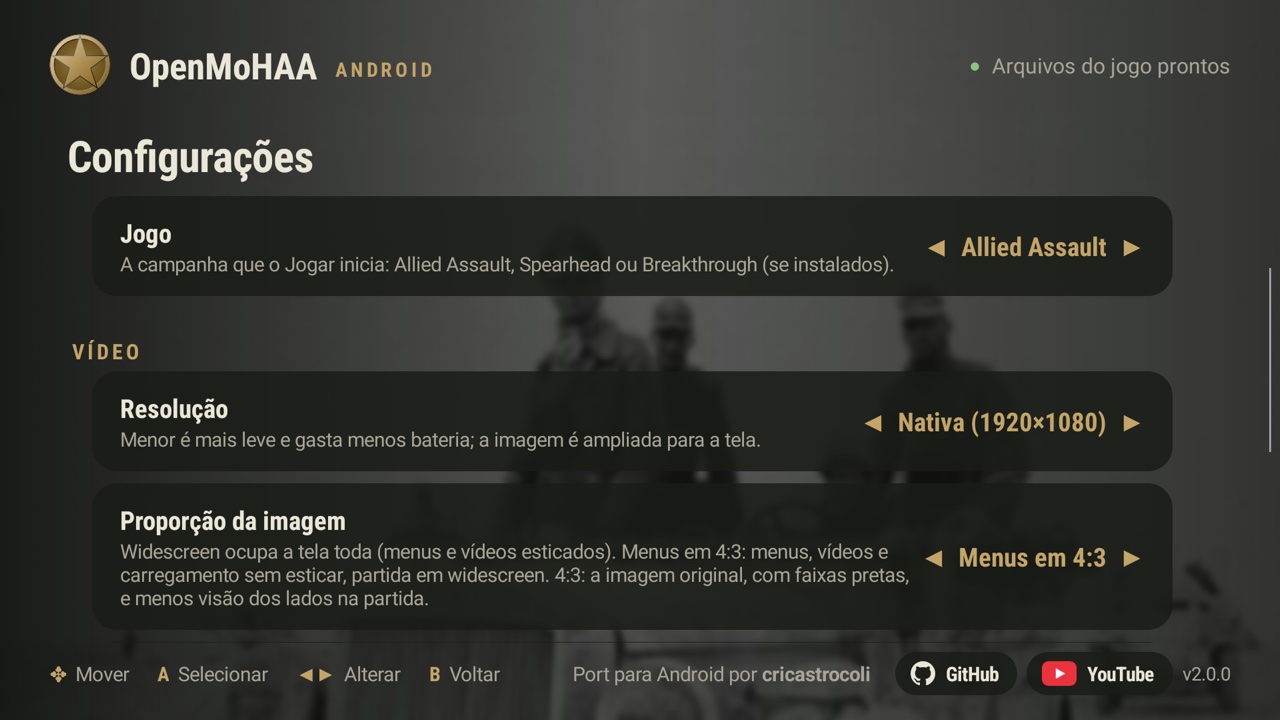 OpenMoHAA ANDROID
Arquivos do jogo prontos
Configurações
Jogo
A campanha que o Jogar inicia: Allied Assault, Spearhead ou Breakthrough (se instalados).
◀ Allied Assault ▶
VÍDEO
Resolução
Menor é mais leve e gasta menos bateria; a imagem é ampliada para a tela.
◀ Nativa (1920×1080) ▶
Proporção da imagem
Widescreen ocupa a tela toda (menus e vídeos esticados). Menus em 4:3: menus, vídeos e
carregamento sem esticar, partida em widescreen. 4:3: a imagem original, com faixas pretas,
e menos visão dos lados na partida.
◀ Menus em 4:3 ▶
Mover A Selecionar ◀ ▶ Alterar B Voltar
Port para Android por cricastrocoli
GitHub
YouTube
v2.0.0